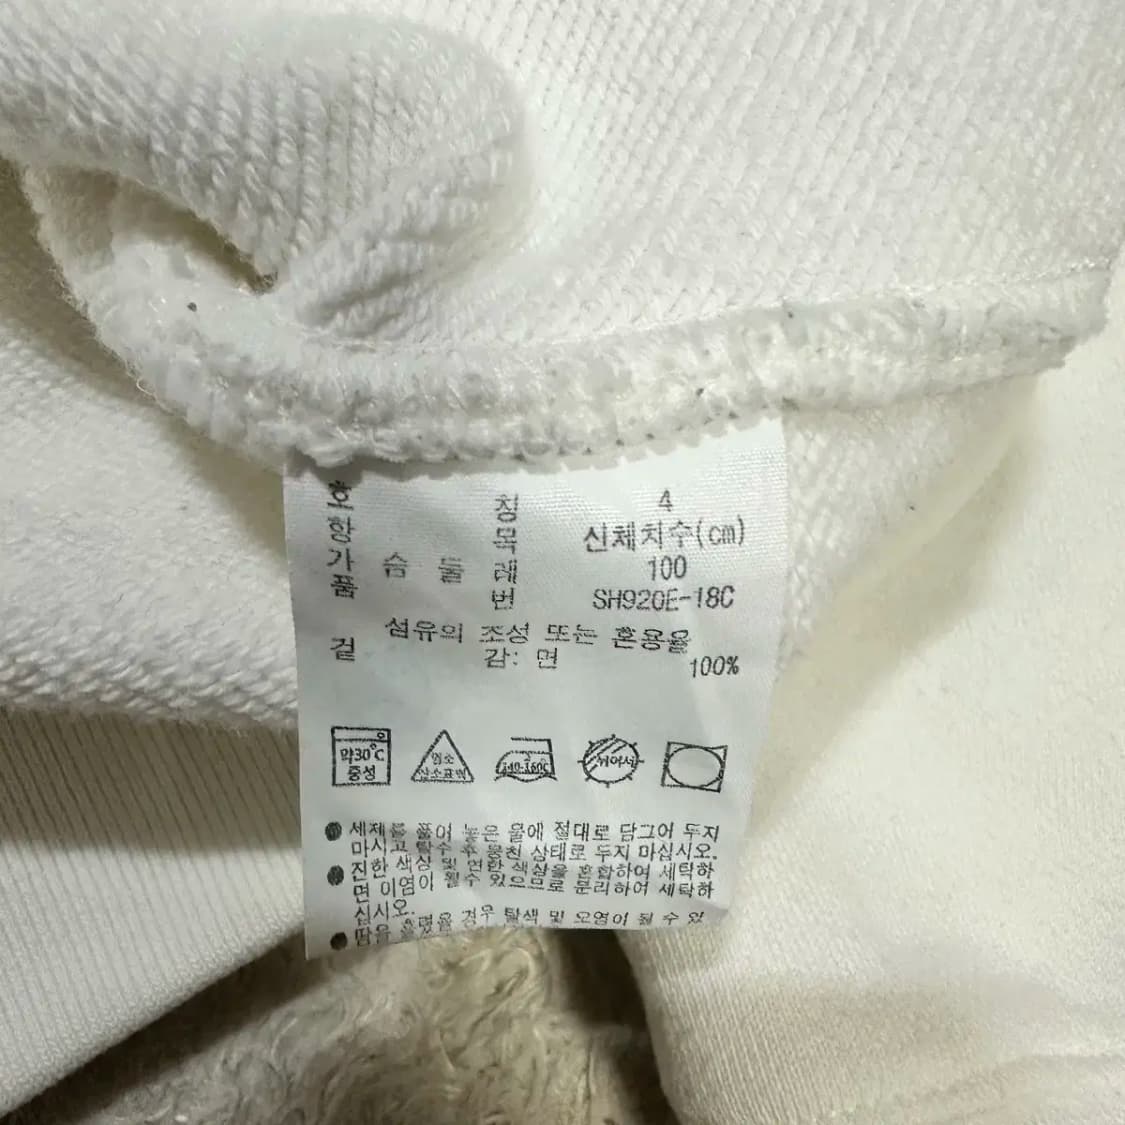 호 칭 4
항 목 신체치수(cm)
가 슴 둘 레 100
품 번 SH920E-18C
섬유의 조성 또는 혼용율
겉 감: 면 100%
약30℃
중성
염소
산소표백
140-160℃
뉘어서
● 세제를 풀어 놓은 물에 절대로 담그어 두지
마시고 탈수 후 상태로 두지 마십시오.
● 진한 색상 및 연한 색상을 혼합하여 세탁하
면 이염이 될 수 있으므로 분리하여 세탁하
십시오.
● 땀을 경우 탈색 및 오염이 될 수 있